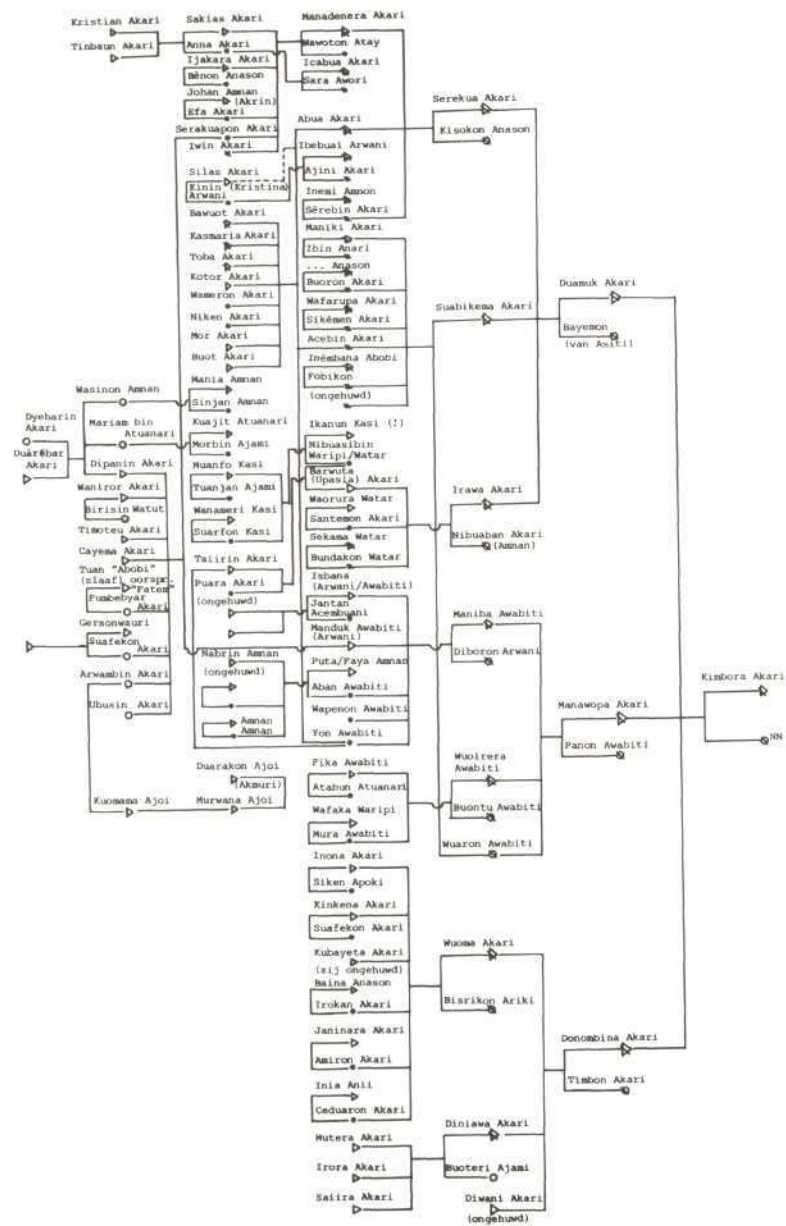 Kristian Akari
Tinbaun Akari
Sakias Akari
Anna Akari
Ijakara Akari
Bênon Anason
Johan Amnan
(Akrin)
Efa Akari
Serakuapon Akari
Iwin Akari
Silas Akari
Kinin (Kristina)
Arwani
Bawuot Akari
Kasmaria Akari
Toba Akari
Kotor Akari
Wameron Akari
Niken Akari
Mor Akari
Buot Akari
Mania Amnan
Sinjan Amnan
Kuajit Atuanari
Morbin Ajami
Muanfo Kasi
Tuanjan Ajami
Wanameri Kasi
Suarfon Kasi
Taiirin Akari
Puara Akari
(ongehuwd)
Nabrin Amnan
(ongehuwd)
Amnan
Amnan
Duarakon Ajoi
(Akmuri)
Murwana Ajoi
Wasinon Amnan
Mariam bin
Atuanari
Dyebarin
Akari
Duarêbar
Akari
Dipanin Akari
Waniror Akari
Birisin Watut
Timoteu Akari
Cayema Akari
Tuan "Abobi"
(slaaf) oorspr.
"Fatem"
Fumbebyar
Akari
Gersonwauri
Suafekon
Akari
Arwambin Akari
Ubusin Akari
Kuomama Ajoi
Manadenera Akari
Wawoton Atay
Icabua Akari
Sara Awori
Abua Akari
Ibebuai Arwani
Ajini Akari
Inemi Amnon
Sêrebin Akari
Maniki Akari
Ibin Anari
... Anason
Buoron Akari
Wafarupa Akari
Sikêmen Akari
Acebin Akari
Inêmbana Abobi
Fobikon
(ongehuwd)
Ikanun Kasi (!)
Nibuasibin
Waripi/Watar
Barwuta
(Upasia) Akari
Waorura Watar
Santemon Akari
Sekama Watar
Bundakon Watar
Isbana
(Arwani/Awabiti)
Jantan
Acembuani
Manduk Awabiti
(Arwani)
Puta/Faya Amnan
Aban Awabiti
Wapenon Awabiti
Yon Awabiti
Fika Awabiti
Atabun Atuanari
Wafaka Waripi
Mura Awabiti
Inona Akari
Siken Apoki
Kinkena Akari
Suafekon Akari
Kubayeta Akari
(zij ongehuwd)
Baina Anason
Irokan Akari
Janinara Akari
Amiron Akari
Inia Anii
Ceduaron Akari
Mutera Akari
Irora Akari
Saiira Akari
Serekua Akari
Kisokon Anason
Suabikema Akari
Irawa Akari
Nibuaban Akari
(Amnan)
Maniba Awabiti
Diboron Arwani
Wuoirera
Awabiti
Buontu Awabiti
Wuaron Awabiti
Wuoma Akari
Bisrikon Ariki
Diniawa Akari
Buoteri Ajami
Diwani Akari
(ongehuwd)
Duamuk Akari
Bayemon
(van Asiti)
Manawopa Akari
Panon Awabiti
Donombina Akari
Timbon Akari
Kimbora Akari
NN